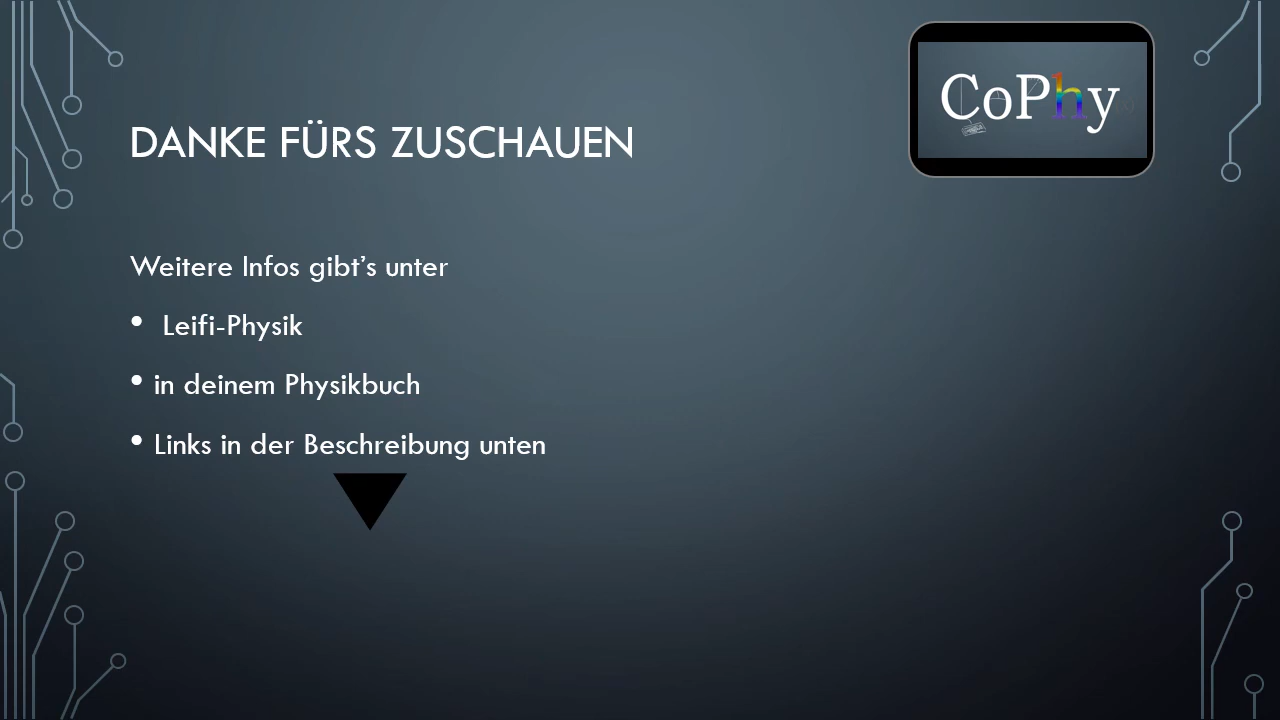 CoPhy
DANKE FÜRS ZUSCHAUEN
Weitere Infos gibt’s unter
• Leifi-Physik
• in deinem Physikbuch
• Links in der Beschreibung unten